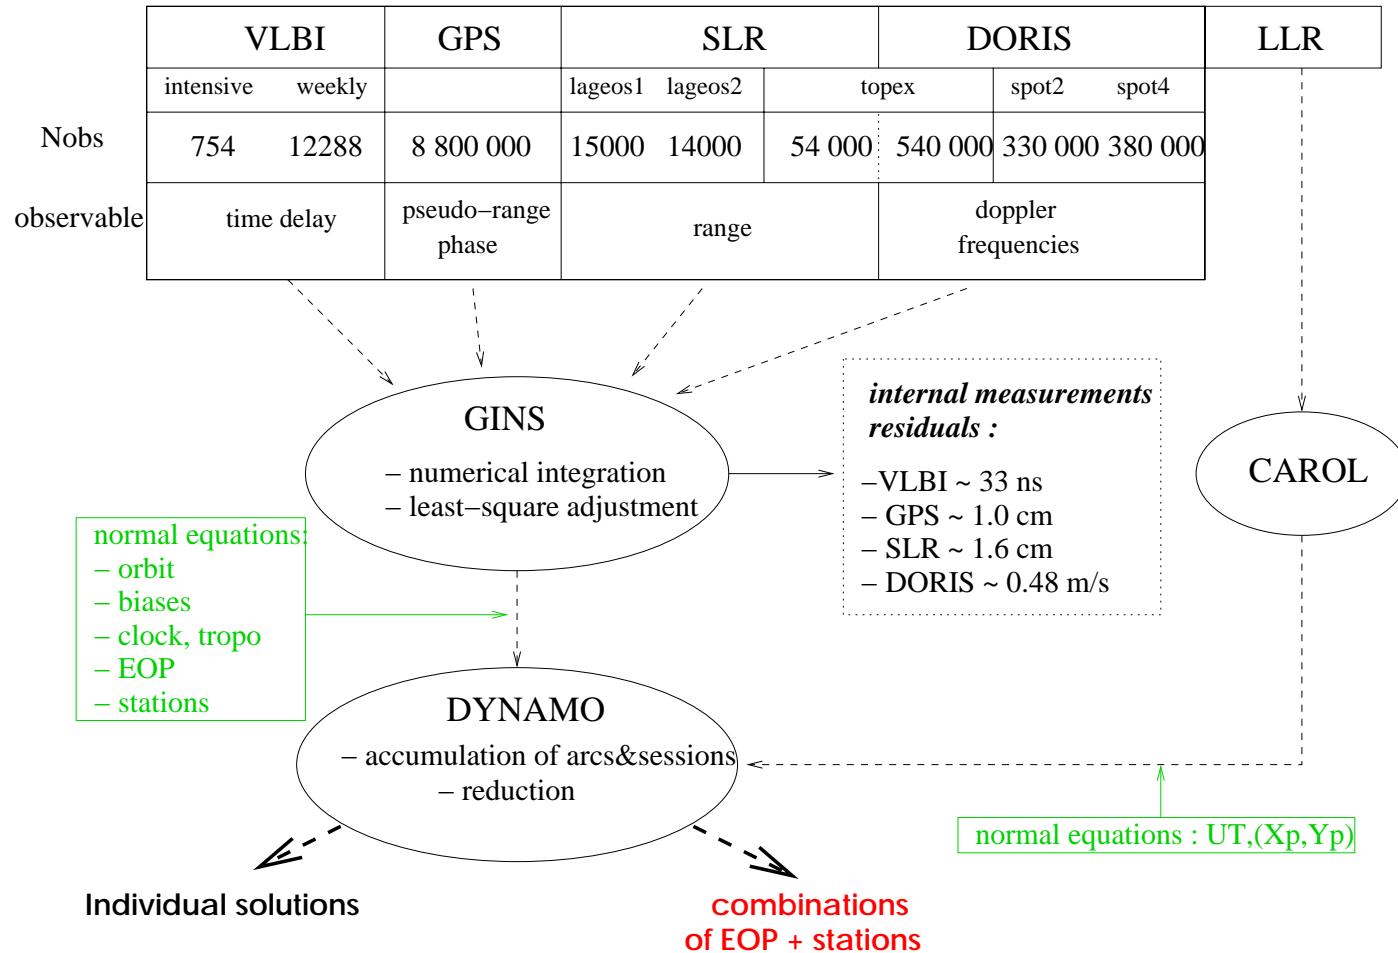 VLBI GPS SLR DORIS LLR
intensive weekly lageos1 lageos2 topex spot2 spot4
Nobs 754 12288 8 800 000 15000 14000 54 000 540 000 330 000 380 000
observable time delay pseudo−range range doppler
phase frequencies
GINS
− numerical integration
− least−square adjustment
internal measurements
residuals :
−VLBI ~ 33 ns
− GPS ~ 1.0 cm
− SLR ~ 1.6 cm
− DORIS ~ 0.48 m/s
CAROL
normal equations:
− orbit
− biases
− clock, tropo
− EOP
− stations
DYNAMO
− accumulation of arcs&sessions
− reduction
normal equations : UT,(Xp,Yp)
Individual solutions
combinations
of EOP + stations